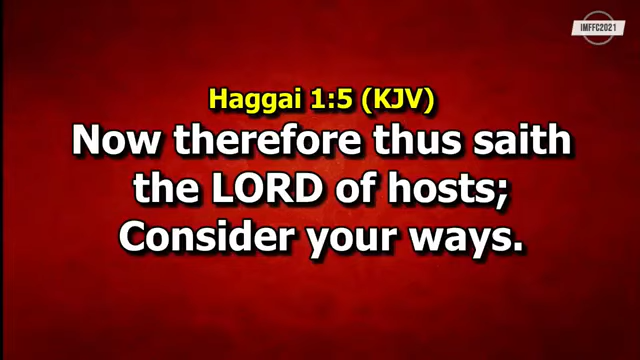 IMFFC2021
Haggai 1:5 (KJV)
Now therefore thus saith
the LORD of hosts;
Consider your ways.